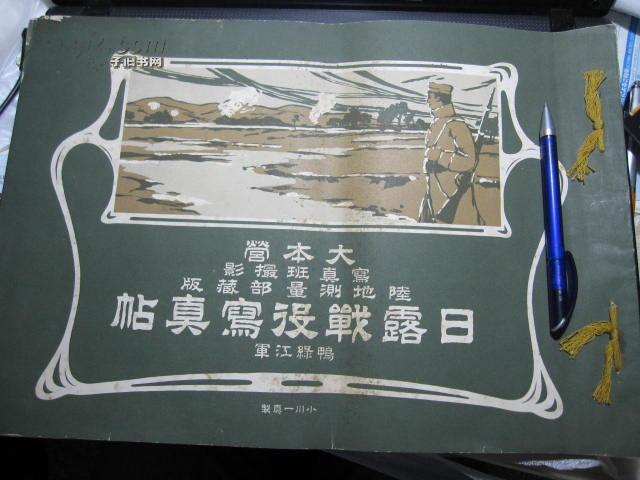 子旧书网
大本營
寫真班撮影
陸地測量部藏版
日露戰役寫真帖
鴨綠江軍
小川一真製